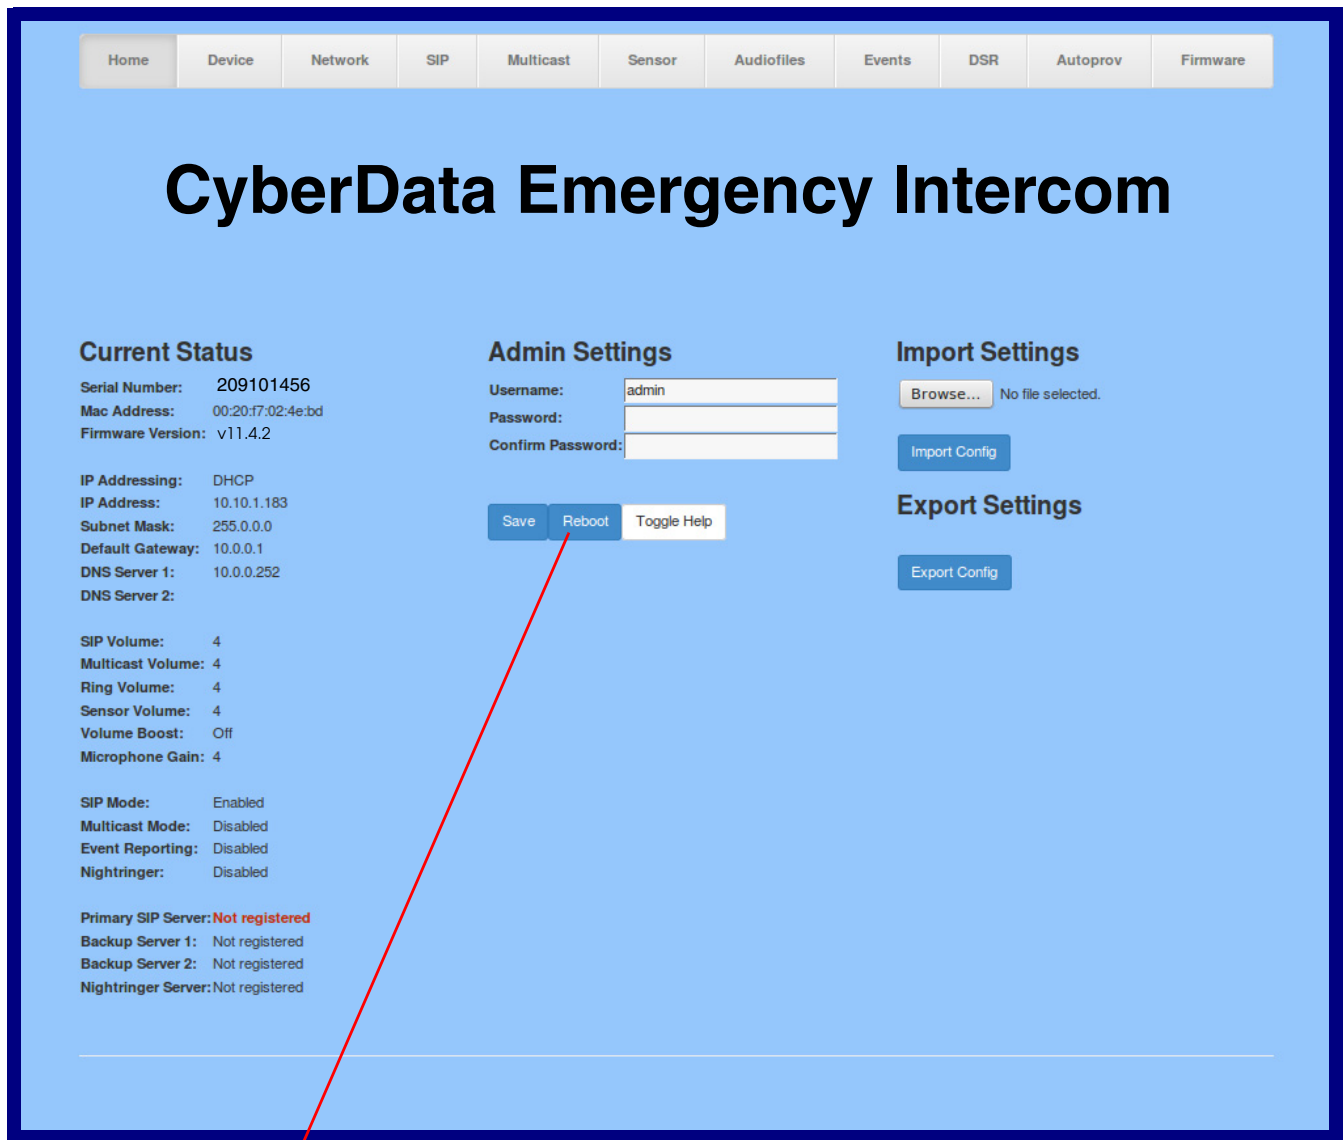 Home Device Network SIP Multicast Sensor Audiofiles Events DSR Autoprov Firmware
CyberData Emergency Intercom
Current Status
Serial Number: 209101456
Mac Address: 00:20:f7:02:4e:bd
Firmware Version: v11.4.2
IP Addressing: DHCP
IP Address: 10.10.1.183
Subnet Mask: 255.0.0.0
Default Gateway: 10.0.0.1
DNS Server 1: 10.0.0.252
DNS Server 2:
SIP Volume: 4
Multicast Volume: 4
Ring Volume: 4
Sensor Volume: 4
Volume Boost: Off
Microphone Gain: 4
SIP Mode: Enabled
Multicast Mode: Disabled
Event Reporting: Disabled
Nightringer: Disabled
Primary SIP Server: Not registered
Backup Server 1: Not registered
Backup Server 2: Not registered
Nightringer Server: Not registered
Admin Settings
Username: admin
Password:
Confirm Password:
Save Reboot Toggle Help
Import Settings
Browse... No file selected.
Import Config
Export Settings
Export Config